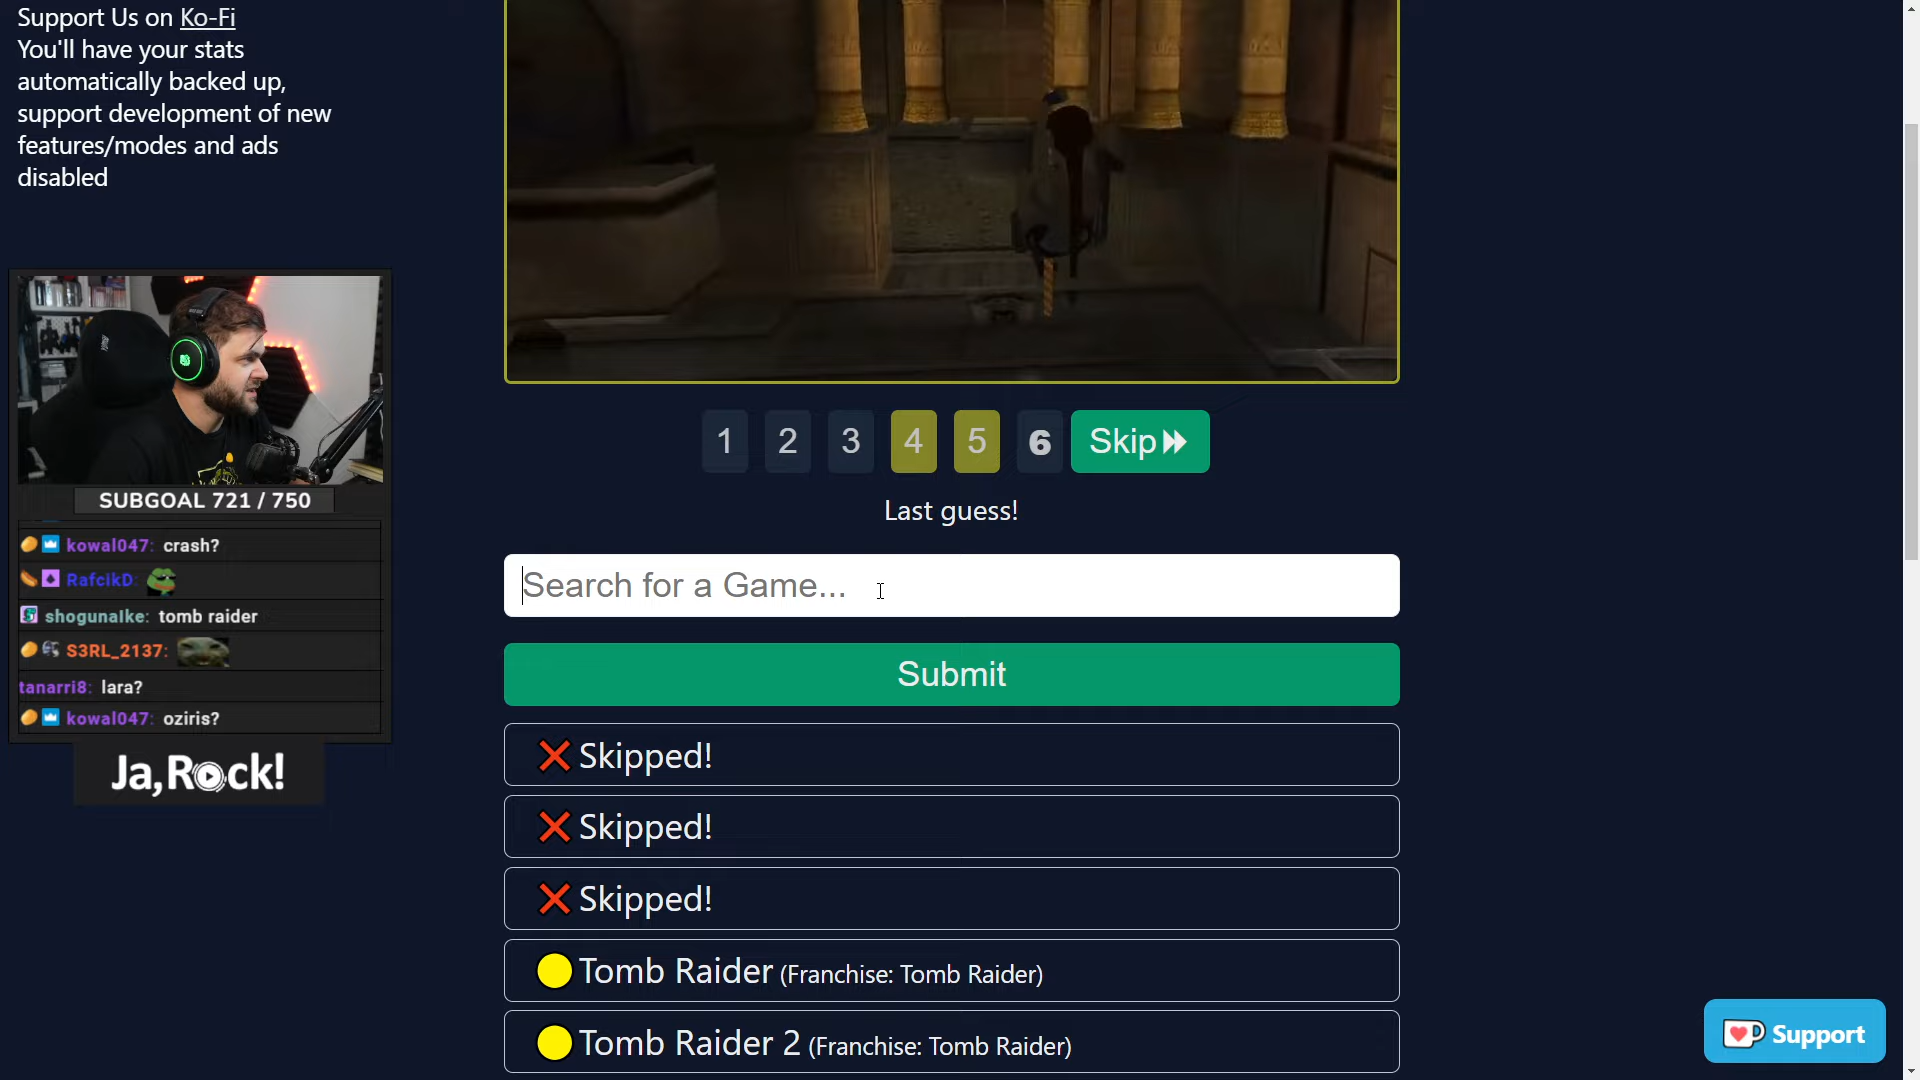 Support Us on Ko-Fi
You'll have your stats
automatically backed up,
support development of new
features/modes and ads
disabled
SUBGOAL 721 / 750
kowal047: crash?
RafcikD:
shogunalke: tomb raider
S3RL_2137:
tanarri8: lara?
kowal047: oziris?
Ja,Rock!
1 2 3 4 5 6 Skip
Last guess!
Search for a Game...
Submit
Skipped!
Skipped!
Skipped!
Tomb Raider (Franchise: Tomb Raider)
Tomb Raider 2 (Franchise: Tomb Raider)
Support